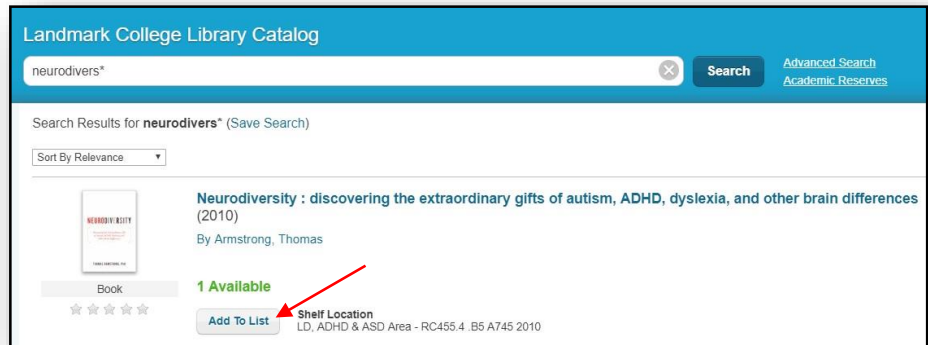 Landmark College Library Catalog
neurodivers*
Search
Advanced Search
Academic Reserves
Search Results for neurodivers* (Save Search)
Sort By Relevance
Neurodiversity : discovering the extraordinary gifts of autism, ADHD, dyslexia, and other brain differences
(2010)
By Armstrong, Thomas
NEURODIVERSITY
Book
1 Available
Add To List
Shelf Location
LD, ADHD & ASD Area - RC455.4 .B5 A745 2010